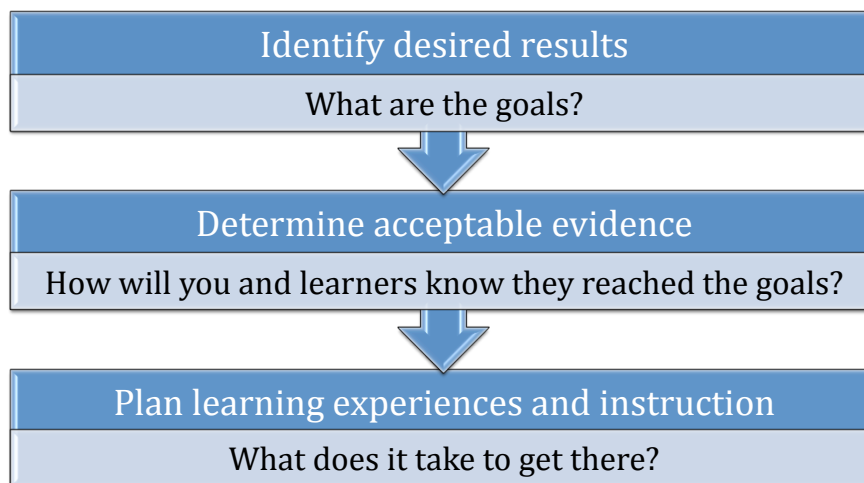 Identify desired results
What are the goals?
Determine acceptable evidence
How will you and learners know they reached the goals?
Plan learning experiences and instruction
What does it take to get there?